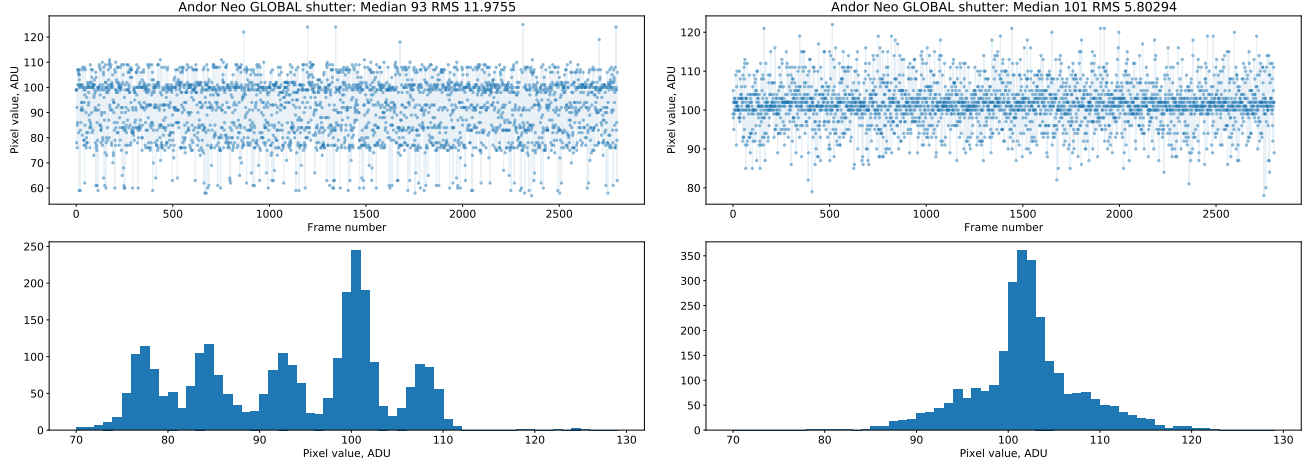 Andor Neo GLOBAL shutter: Median 93 RMS 11.9755
Pixel value, ADU
120
110
100
90
80
70
60
0 500 1000 1500 2000 2500
Frame number
Andor Neo GLOBAL shutter: Median 101 RMS 5.80294
Pixel value, ADU
120
110
100
90
80
0 500 1000 1500 2000 2500
Frame number
250
200
150
100
50
0
70 80 90 100 110 120 130
Pixel value, ADU
350
300
250
200
150
100
50
0
70 80 90 100 110 120 130
Pixel value, ADU